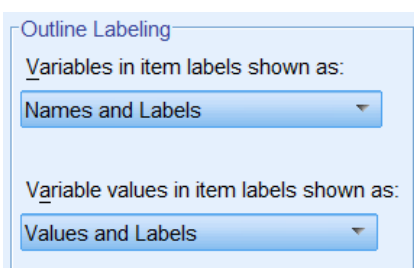 Outline Labeling
Variables in item labels shown as:
Names and Labels
Variable values in item labels shown as:
Values and Labels